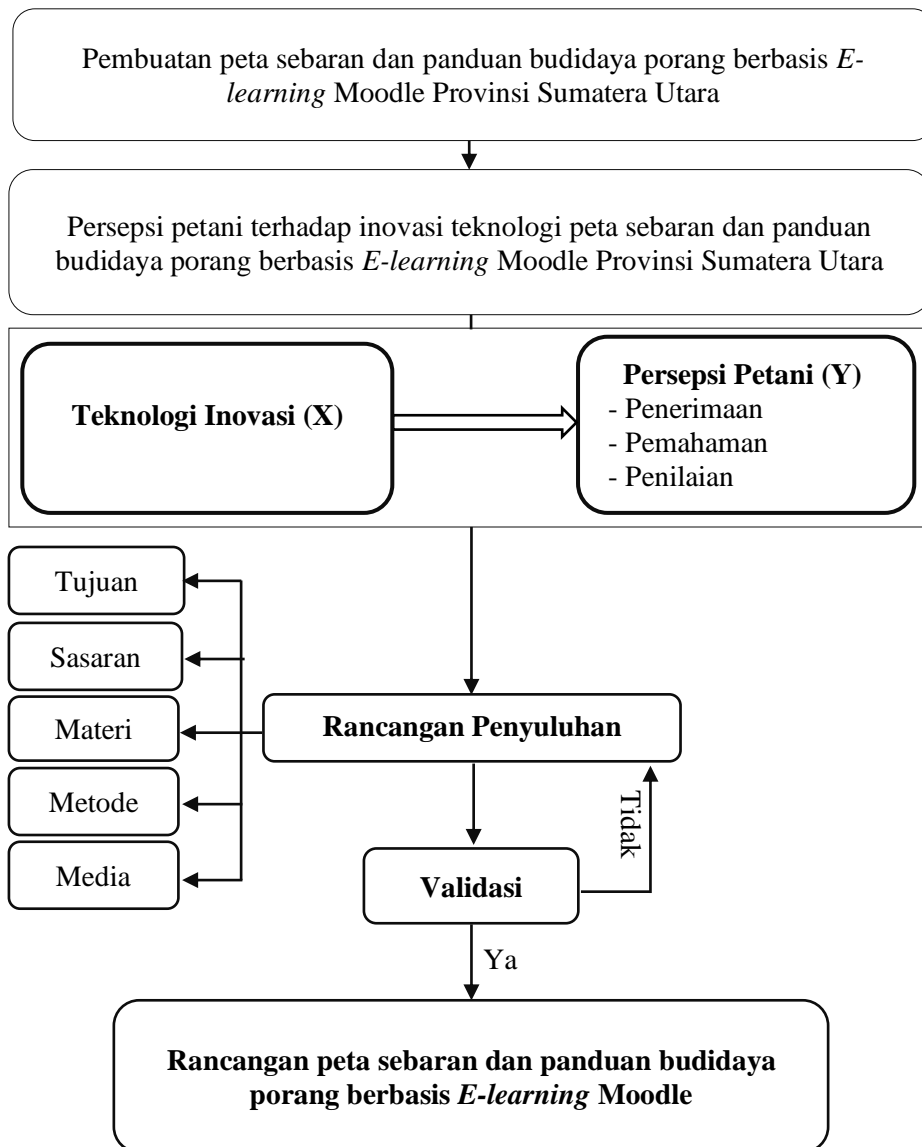 Pembuatan peta sebaran dan panduan budidaya porang berbasis E-
learning Moodle Provinsi Sumatera Utara
Persepsi petani terhadap inovasi teknologi peta sebaran dan panduan
budidaya porang berbasis E-learning Moodle Provinsi Sumatera Utara
Teknologi Inovasi (X)
Persepsi Petani (Y)
- Penerimaan
- Pemahaman
- Penilaian
Tujuan
Sasaran
Materi
Metode
Media
Rancangan Penyuluhan
Tidak
Validasi
Ya
Rancangan peta sebaran dan panduan budidaya
porang berbasis E-learning Moodle